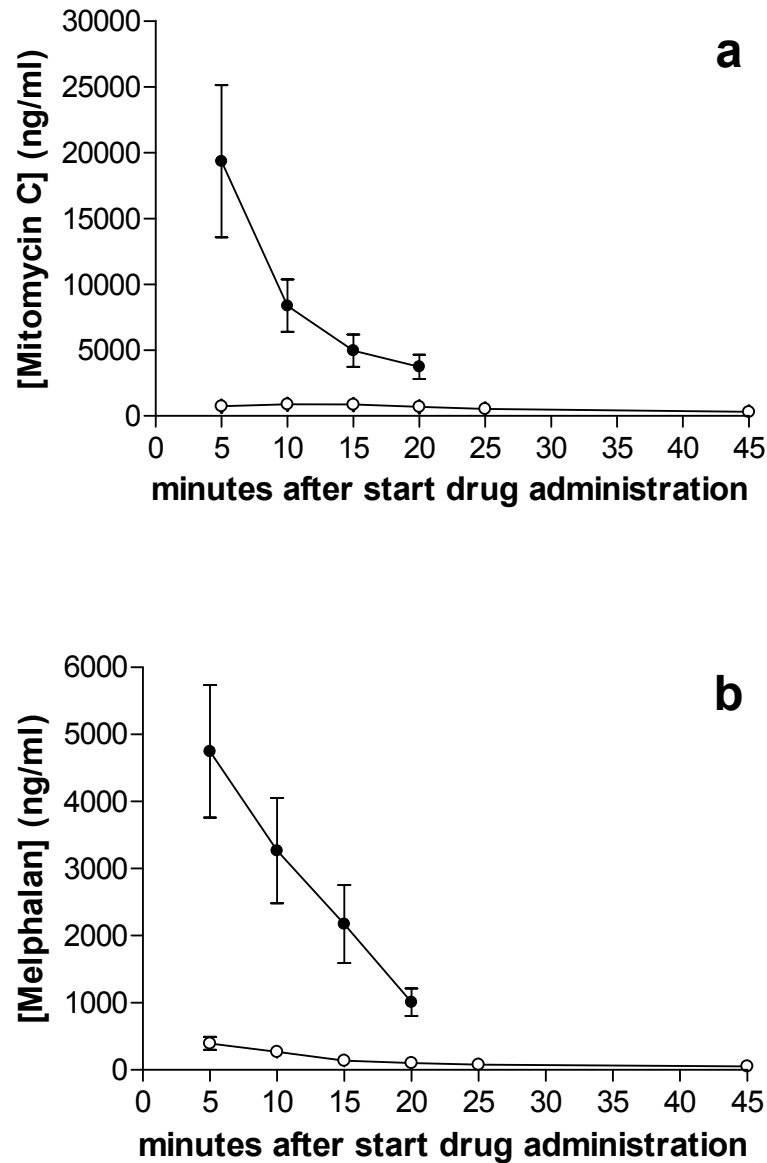 a
[Mitomycin C] (ng/ml)
30000
25000
20000
15000
10000
5000
0
0 5 10 15 20 25 30 35 40 45
minutes after start drug administration
b
[Melphalan] (ng/ml)
6000
5000
4000
3000
2000
1000
0
0 5 10 15 20 25 30 35 40 45
minutes after start drug administration